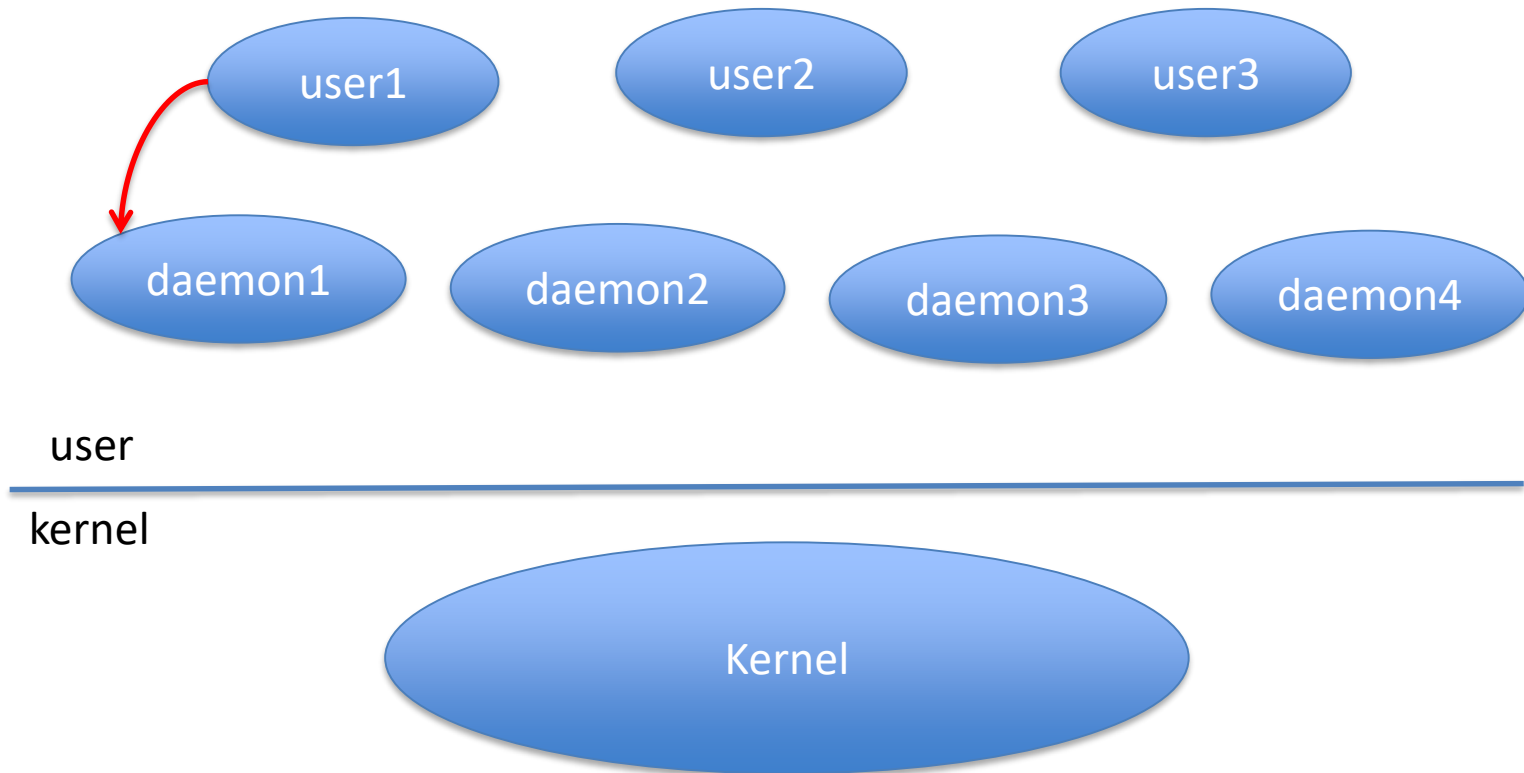 user1
user2
user3
daemon1
daemon2
daemon3
daemon4
user
kernel
Kernel